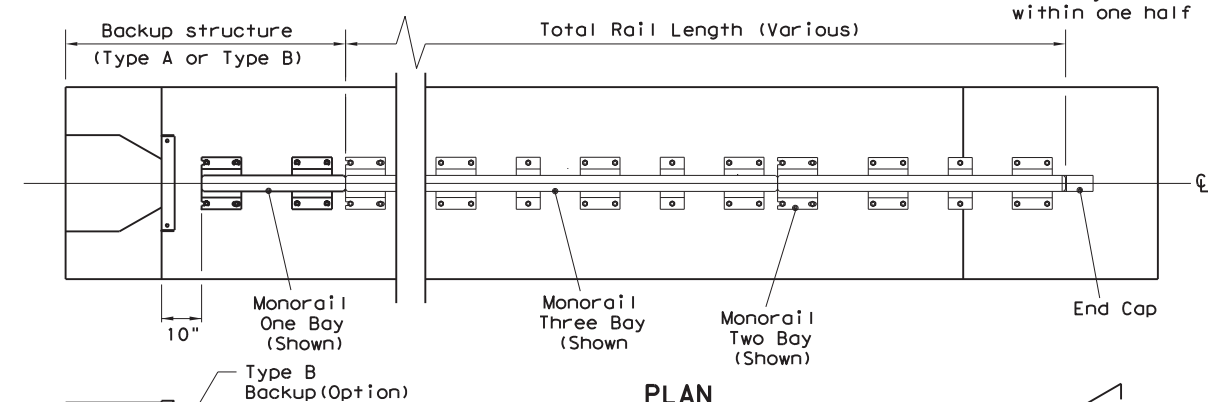 within one half
Backup structure
(Type A or Type B)
Total Rail Length (Various)
℄
10"
Monorail
One Bay
(Shown)
Monorail
Three Bay
(Shown
Monorail
Two Bay
(Shown)
End Cap
Type B
Backup(Option)
PLAN